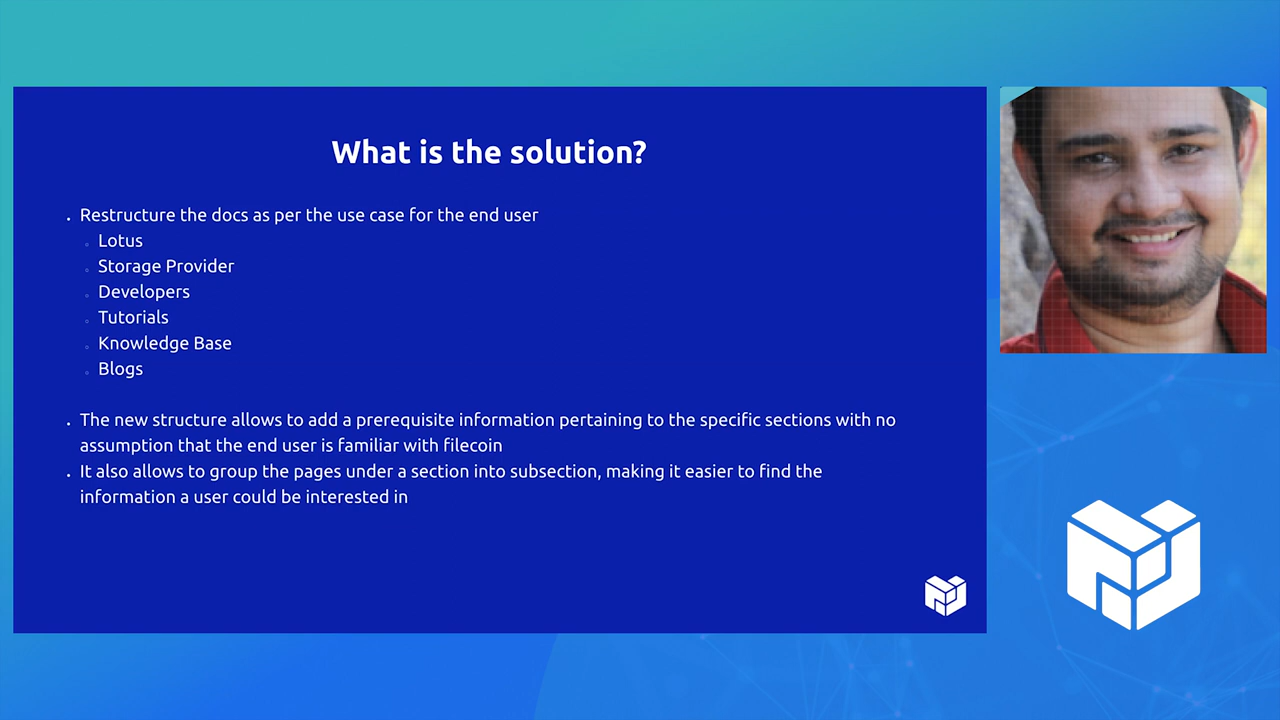 What is the solution?
Restructure the docs as per the use case for the end user
Lotus
Storage Provider
Developers
Tutorials
Knowledge Base
Blogs
The new structure allows to add a prerequisite information pertaining to the specific sections with no
assumption that the end user is familiar with filecoin
It also allows to group the pages under a section into subsection, making it easier to find the
information a user could be interested in